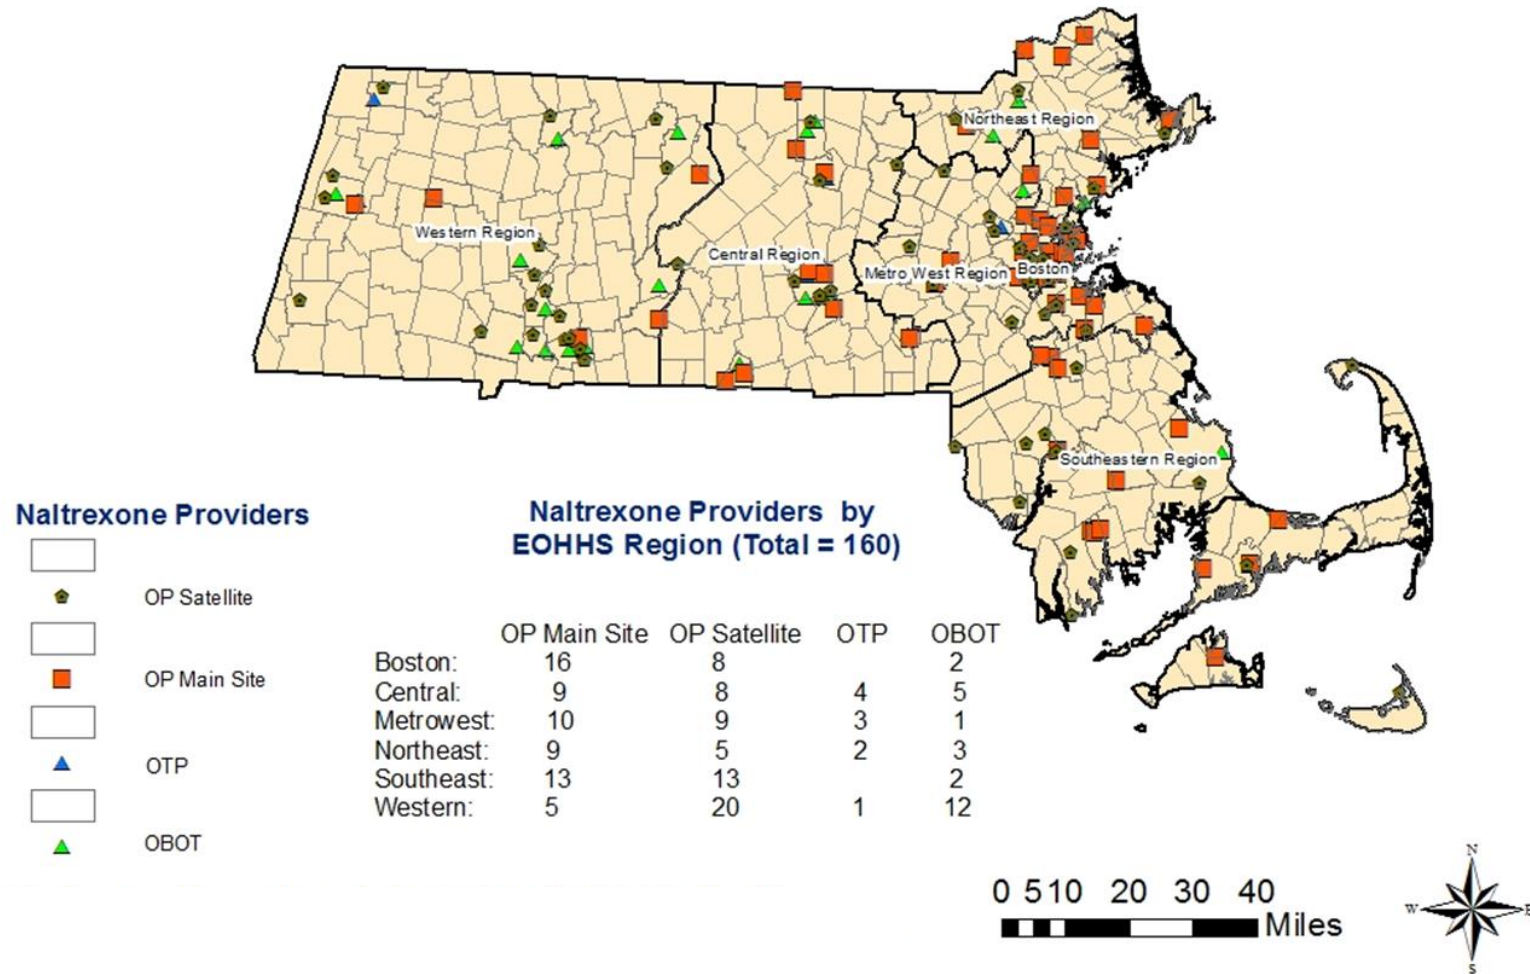 Northeast Region
Western Region
Central Region
Metro West Region
Boston
Southeastern Region
Naltrexone Providers
OP Satellite
OP Main Site
OTP
OBOT
Naltrexone Providers by
EOHHS Region (Total = 160)
OP Main Site OP Satellite OTP OBOT
Boston: 16 8 2
Central: 9 8 4 5
Metrowest: 10 9 3 1
Northeast: 9 5 2 3
Southeast: 13 13 2
Western: 5 20 1 12
0 5 10 20 30 40
Miles
N
W E
S